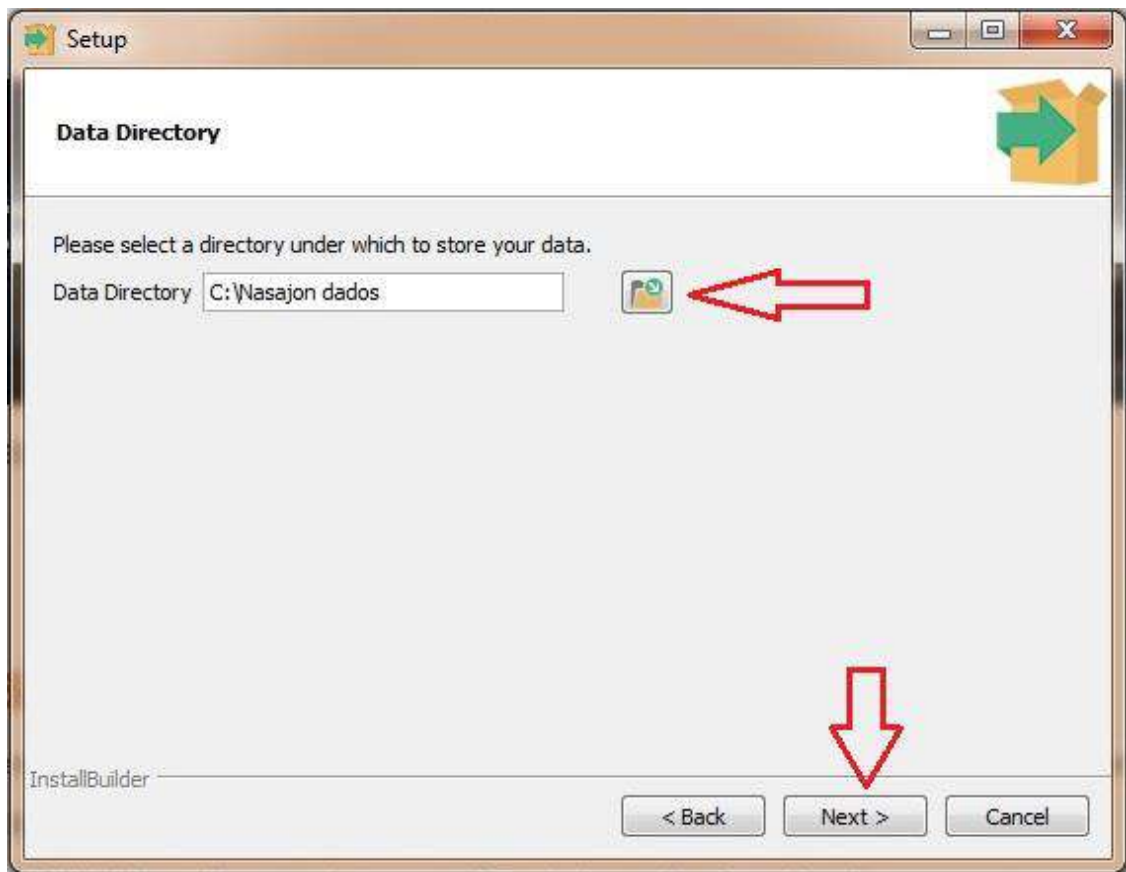 Setup
Data Directory
Please select a directory under which to store your data.
Data Directory C:\Nasajon dados
InstallBuilder
< Back Next > Cancel